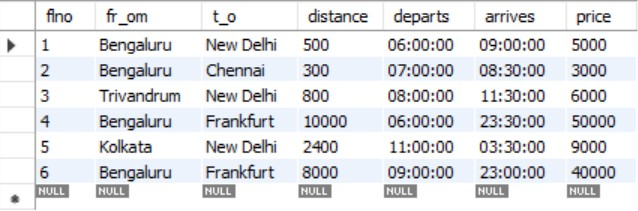 flno fr_om t_o distance departs arrives price
1 Bengaluru New Delhi 500 06:00:00 09:00:00 5000
2 Bengaluru Chennai 300 07:00:00 08:30:00 3000
3 Trivandrum New Delhi 800 08:00:00 11:30:00 6000
4 Bengaluru Frankfurt 10000 06:00:00 23:30:00 50000
5 Kolkata New Delhi 2400 11:00:00 03:30:00 9000
6 Bengaluru Frankfurt 8000 09:00:00 23:00:00 40000
NULL NULL NULL NULL NULL NULL NULL